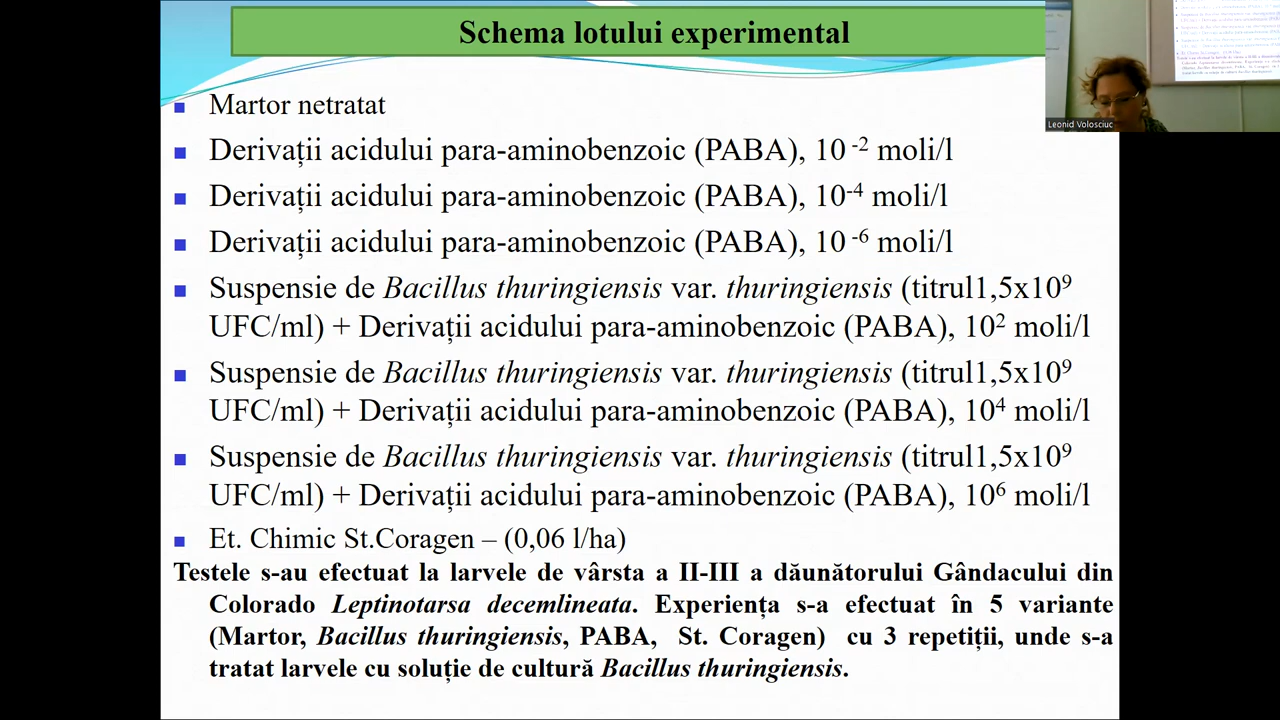 Schema lotului experimental
Leonid Volosciuc
Martor netratat
Derivații acidului para-aminobenzoic (PABA), 10 -2 moli/l
Derivații acidului para-aminobenzoic (PABA), 10-4 moli/l
Derivații acidului para-aminobenzoic (PABA), 10 -6 moli/l
Suspensie de Bacillus thuringiensis var. thuringiensis (titrul1,5x10⁹
UFC/ml) + Derivații acidului para-aminobenzoic (PABA), 10² moli/l
Suspensie de Bacillus thuringiensis var. thuringiensis (titrul1,5x10⁹
UFC/ml) + Derivații acidului para-aminobenzoic (PABA), 10⁴ moli/l
Suspensie de Bacillus thuringiensis var. thuringiensis (titrul1,5x10⁹
UFC/ml) + Derivații acidului para-aminobenzoic (PABA), 10⁶ moli/l
Et. Chimic St.Coragen – (0,06 l/ha)
Testele s-au efectuat la larvele de vârsta a II-III a dăunătorului Gândacului din
Colorado Leptinotarsa decemlineata. Experiența s-a efectuat în 5 variante
(Martor, Bacillus thuringiensis, PABA, St. Coragen) cu 3 repetiții, unde s-a
tratat larvele cu soluție de cultură Bacillus thuringiensis.